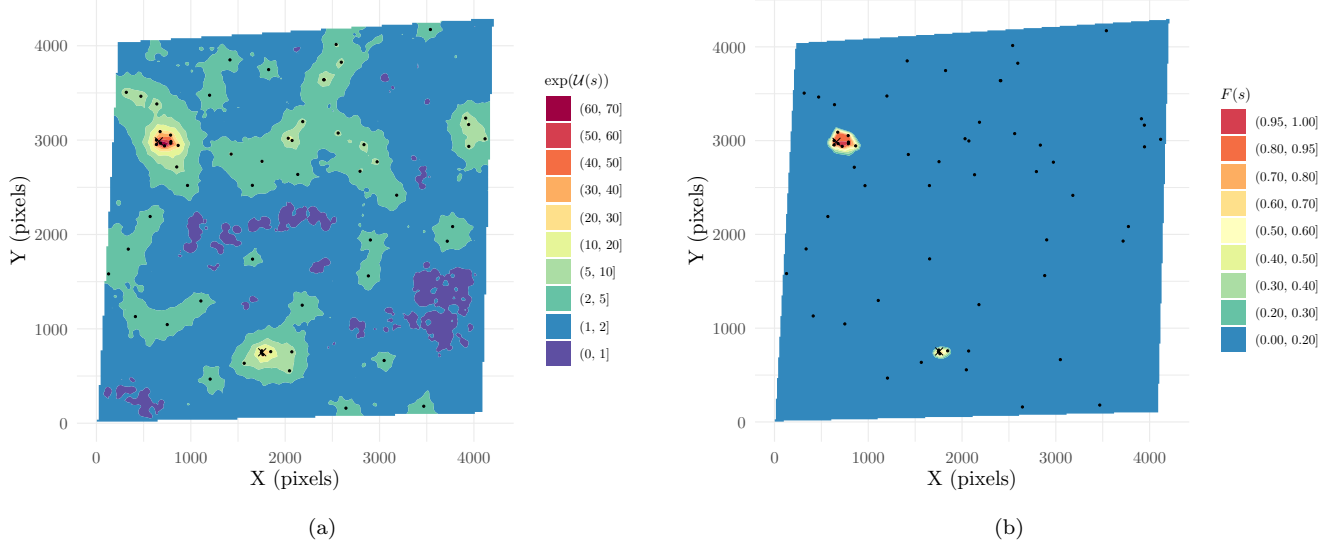 4000
3000
2000
1000
0
Y (pixels)
0 1000 2000 3000 4000
X (pixels)
exp(𝒰(s))
(60, 70]
(50, 60]
(40, 50]
(30, 40]
(20, 30]
(10, 20]
(5, 10]
(2, 5]
(1, 2]
(0, 1]
(a)
4000
3000
2000
1000
0
Y (pixels)
0 1000 2000 3000 4000
X (pixels)
F(s)
(0.95, 1.00]
(0.80, 0.95]
(0.70, 0.80]
(0.60, 0.70]
(0.50, 0.60]
(0.40, 0.50]
(0.30, 0.40]
(0.20, 0.30]
(0.00, 0.20]
(b)